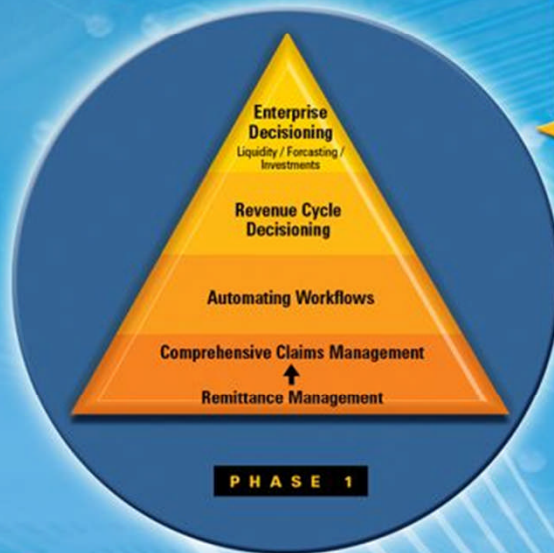 Enterprise
Decisioning
Liquidity / Forcasting /
Investments
Revenue Cycle
Decisioning
Automating Workflows
Comprehensive Claims Management
Remittance Management
PHASE 1